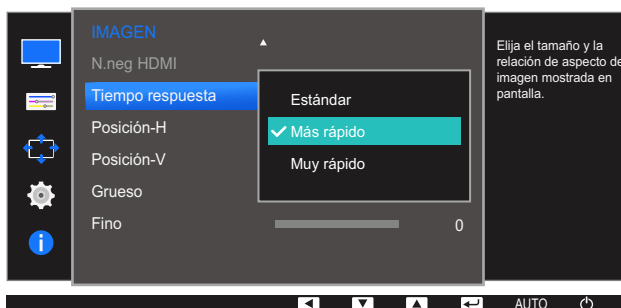 IMAGEN
N.neg HDMI
Tiempo respuesta
Posición-H
Posición-V
Grueso
Fino
Estándar
Más rápido
Muy rápido
0
Elija el tamaño y la
relación de aspecto de
imagen mostrada en
pantalla.
AUTO